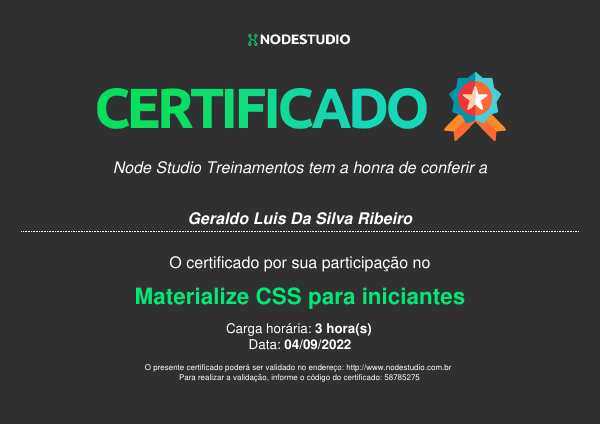 NODESTUDIO
CERTIFICADO
Node Studio Treinamentos tem a honra de conferir a
Geraldo Luis Da Silva Ribeiro
O certificado por sua participação no
Materialize CSS para iniciantes
Carga horária: 3 hora(s)
Data: 04/09/2022
O presente certificado poderá ser validado no endereço: http://www.nodestudio.com.br
Para realizar a validação, informe o código do certificado: 58785275